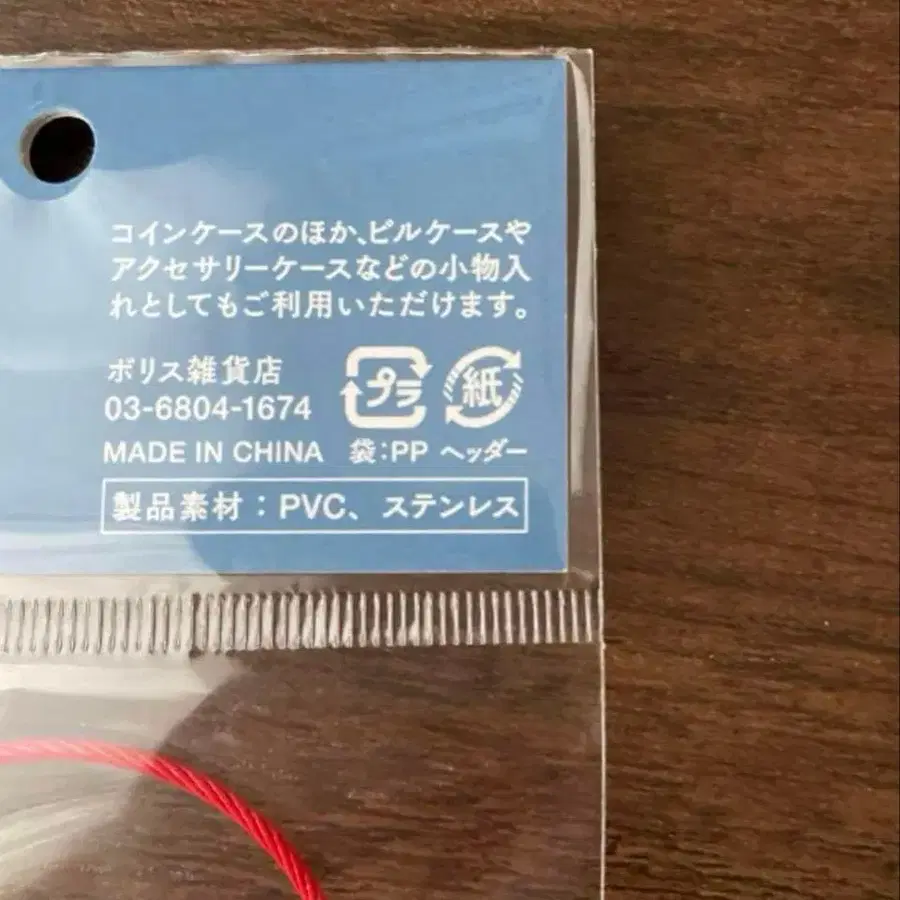 コインケースのほか、ピルケースや
アクセサリーケースなどの小物入
れとしてもご利用いただけます。
ボリス雑貨店
03-6804-1674
プラ 紙
MADE IN CHINA 袋:PP ヘッダー
製品素材:PVC、ステンレス